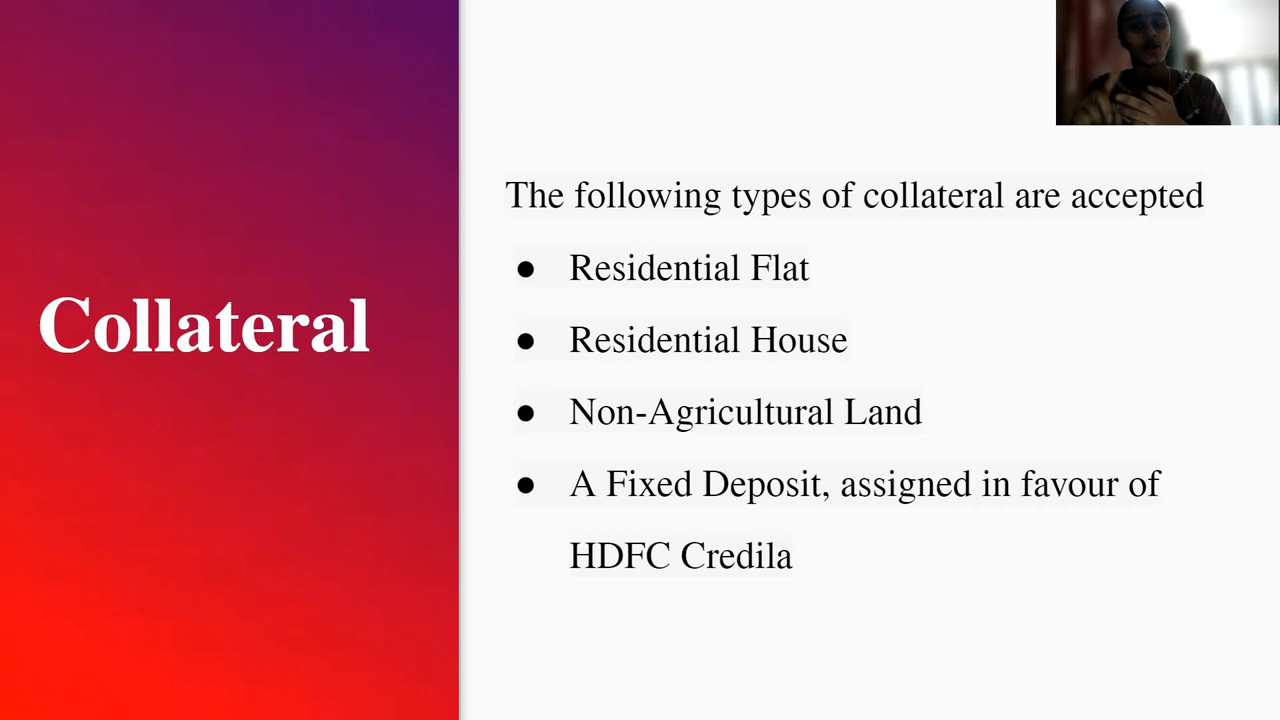 Collateral
The following types of collateral are accepted
● Residential Flat
● Residential House
● Non-Agricultural Land
● A Fixed Deposit, assigned in favour of
HDFC Credila